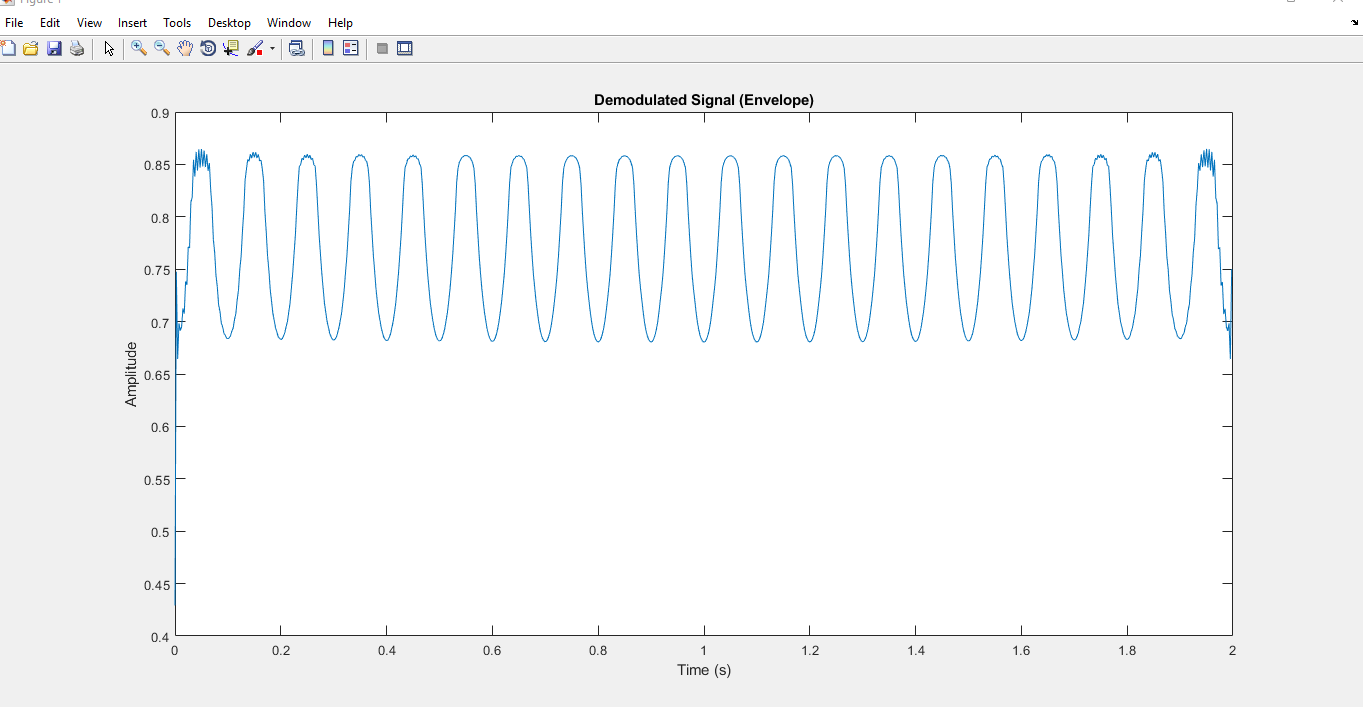 File Edit View Insert Tools Desktop Window Help
Demodulated Signal (Envelope)
0.9
0.85
0.8
0.75
0.7
0.65
0.6
0.55
0.5
0.45
0.4
Amplitude
0 0.2 0.4 0.6 0.8 1 1.2 1.4 1.6 1.8 2
Time (s)